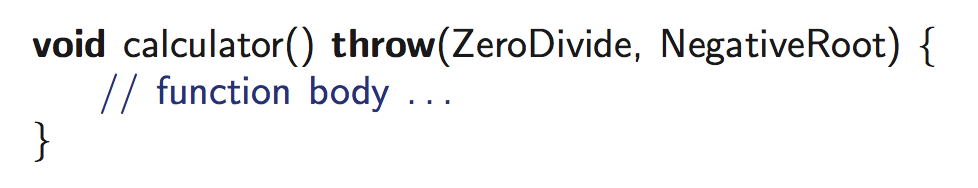 void calculator() throw(ZeroDivide, NegativeRoot) {
// function body ...
}